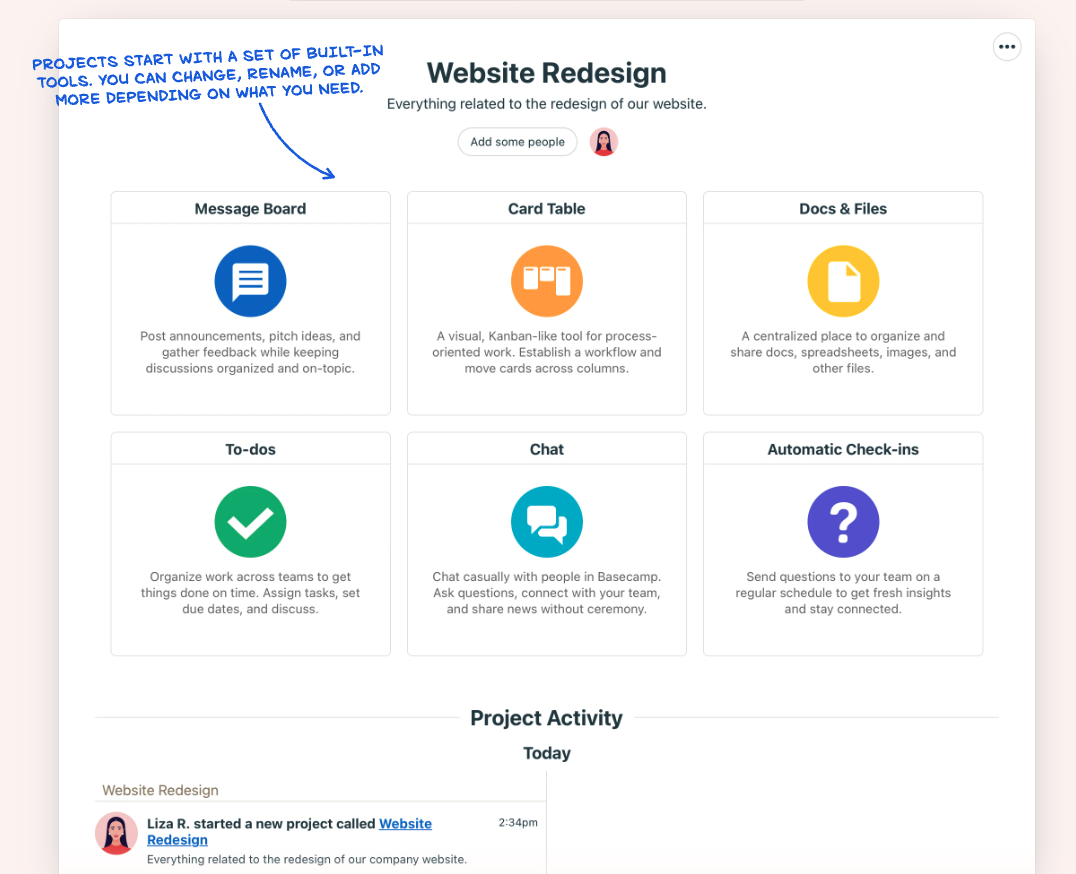 PROJECTS START WITH A SET OF BUILT-IN
TOOLS. YOU CAN CHANGE, RENAME, OR ADD
MORE DEPENDING ON WHAT YOU NEED.
Website Redesign
Everything related to the redesign of our website.
Add some people
Message Board
Post announcements, pitch ideas, and
gather feedback while keeping
discussions organized and on-topic.
Card Table
A visual, Kanban-like tool for process-
oriented work. Establish a workflow and
move cards across columns.
Docs & Files
A centralized place to organize and
share docs, spreadsheets, images, and
other files.
To-dos
Organize work across teams to get
things done on time. Assign tasks, set
due dates, and discuss.
Chat
Chat casually with people in Basecamp.
Ask questions, connect with your team,
and share news without ceremony.
Automatic Check-ins
?
Send questions to your team on a
regular schedule to get fresh insights
and stay connected.
Project Activity
Today
Website Redesign
Liza R. started a new project called Website
Redesign
2:34pm
Everything related to the redesign of our company website.